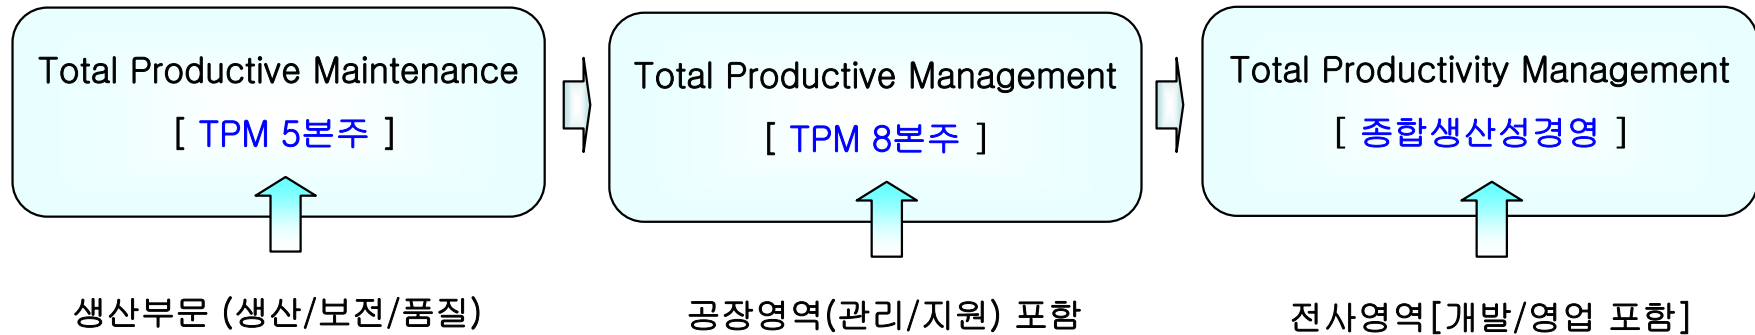 Total Productive Maintenance
[ TPM 5본주 ]
Total Productive Management
[ TPM 8본주 ]
Total Productivity Management
[ 종합생산성경영 ]
생산부문 (생산/보전/품질)
공장영역(관리/지원) 포함
전사영역[개발/영업 포함]